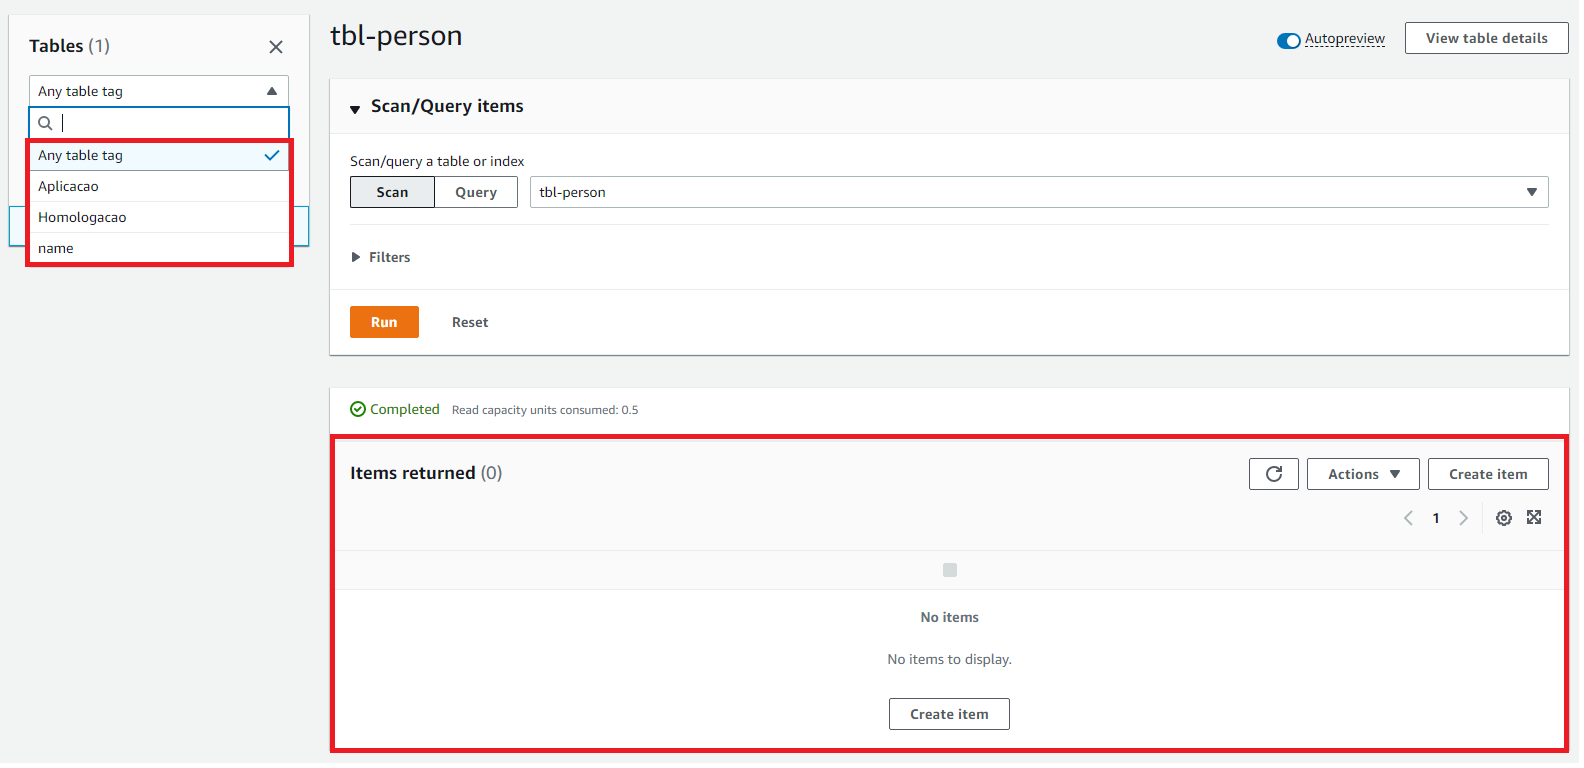 Tables (1)
Any table tag
Any table tag
Aplicacao
Homologacao
name
tbl-person
Autopreview
View table details
Scan/Query items
Scan/query a table or index
Scan
Query
tbl-person
Filters
Run
Reset
Completed
Read capacity units consumed: 0.5
Items returned (0)
Actions
Create item
1
No items
No items to display.
Create item